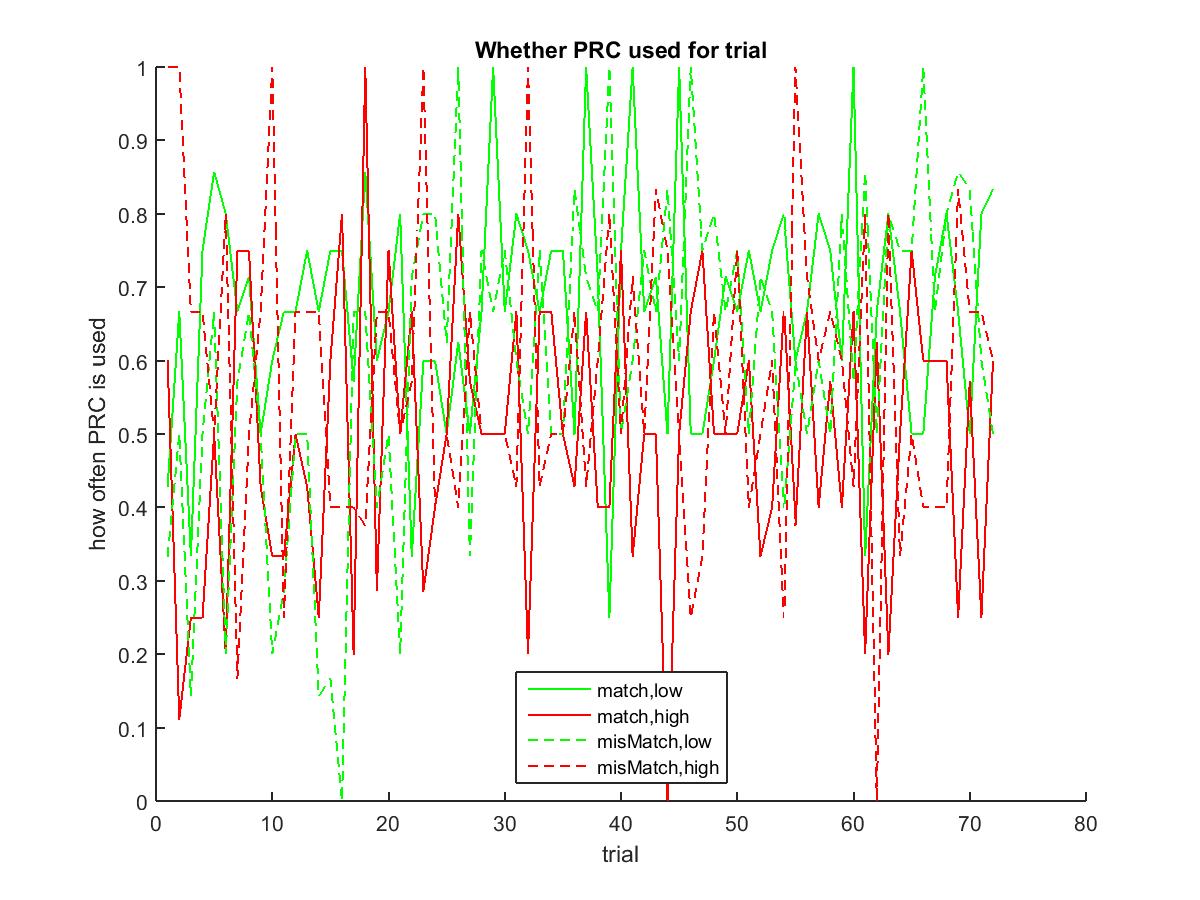 Whether PRC used for trial
how often PRC is used
1
0.9
0.8
0.7
0.6
0.5
0.4
0.3
0.2
0.1
0
match,low
match,high
misMatch,low
misMatch,high
0 10 20 30 40 50 60 70 80
trial